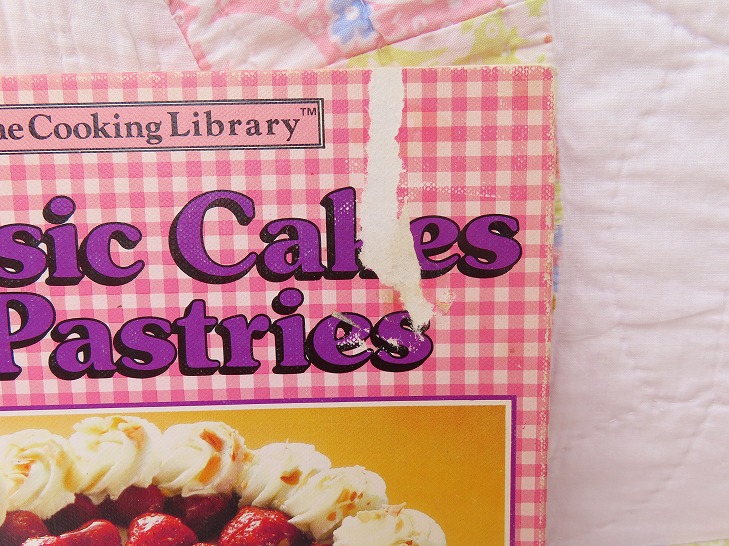 he Cooking Library™
sic Cakes
Pastries